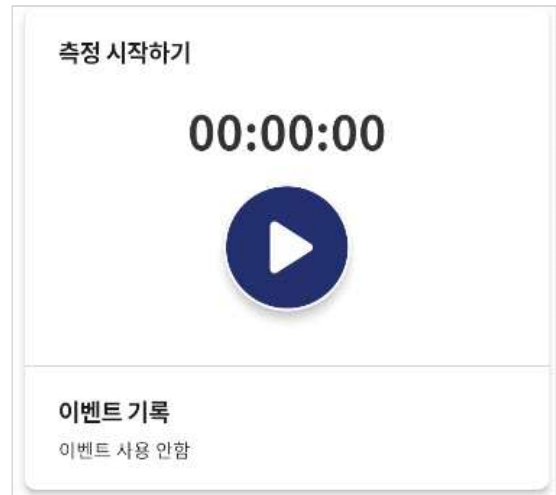 측정 시작하기
00:00:00
이벤트 기록
이벤트 사용 안함